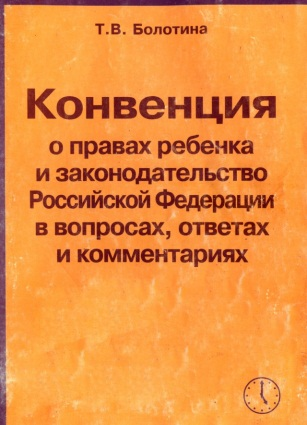 Т.В. Болотина
Конвенция
о правах ребенка
и законодательство
Российской Федерации
в вопросах, ответах
и комментариях